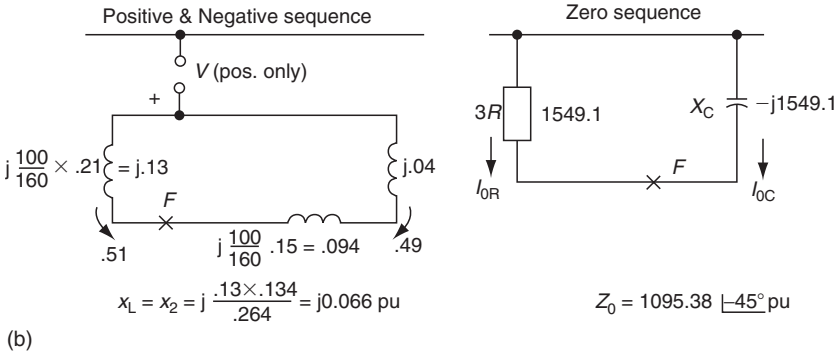 Positive & Negative sequence
V (pos. only)
+
j 100/160 × .21 = j.13
j.04
F
.51
j 100/160 .15 = .094
.49
xL = x2 = j .13×.134/.264 = j0.066 pu
Zero sequence
3R
1549.1
XC
–j1549.1
I0R
F
I0C
Z0 = 1095.38 |–45° pu
(b)